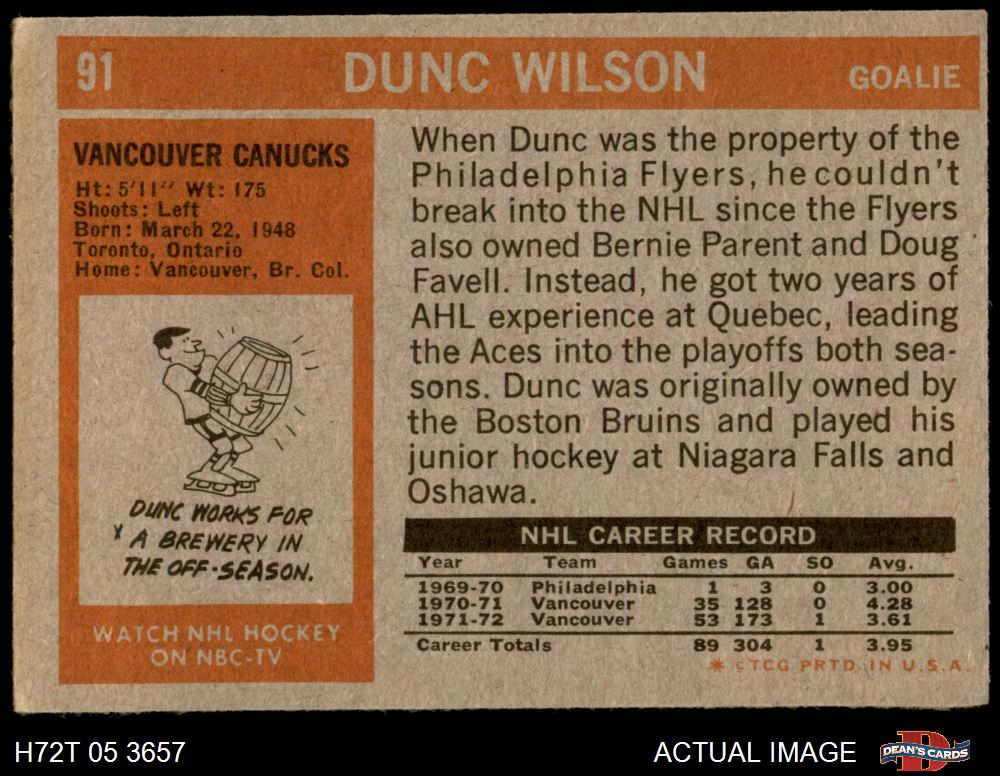 91 DUNC WILSON GOALIE
VANCOUVER CANUCKS
Ht: 5'11" Wt: 175
Shoots: Left
Born: March 22, 1948
Toronto, Ontario
Home: Vancouver, Br. Col.
DUNC WORKS FOR
A BREWERY IN
THE OFF-SEASON.
WATCH NHL HOCKEY
ON NBC-TV
When Dunc was the property of the
Philadelphia Flyers, he couldn't
break into the NHL since the Flyers
also owned Bernie Parent and Doug
Favell. Instead, he got two years of
AHL experience at Quebec, leading
the Aces into the playoffs both sea-
sons. Dunc was originally owned by
the Boston Bruins and played his
junior hockey at Niagara Falls and
Oshawa.
NHL CAREER RECORD
Year Team Games GA SO Avg.
1969-70 Philadelphia 1 3 0 3.00
1970-71 Vancouver 35 128 0 4.28
1971-72 Vancouver 53 173 1 3.61
Career Totals 89 304 1 3.95
* © TCG PRTD. IN U.S.A.
H72T 05 3657 ACTUAL IMAGE DEAN'S CARDS